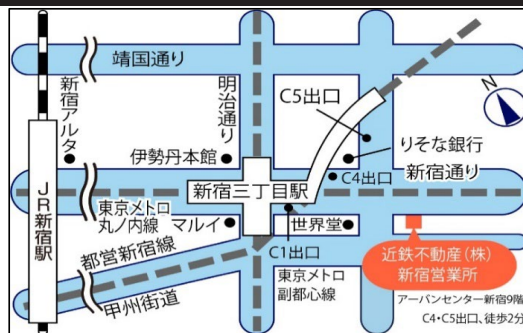 靖国通り
新宿アルタ
明治通り
C5出口
N
伊勢丹本館
りそな銀行
新宿通り
C4出口
JR新宿駅
新宿三丁目駅
東京メトロ
丸ノ内線
マルイ
世界堂
都営新宿線
C1出口
甲州街道
東京メトロ
副都心線
近鉄不動産(株)
新宿営業所
アーバンセンター新宿9階
C4・C5出口、徒歩2分